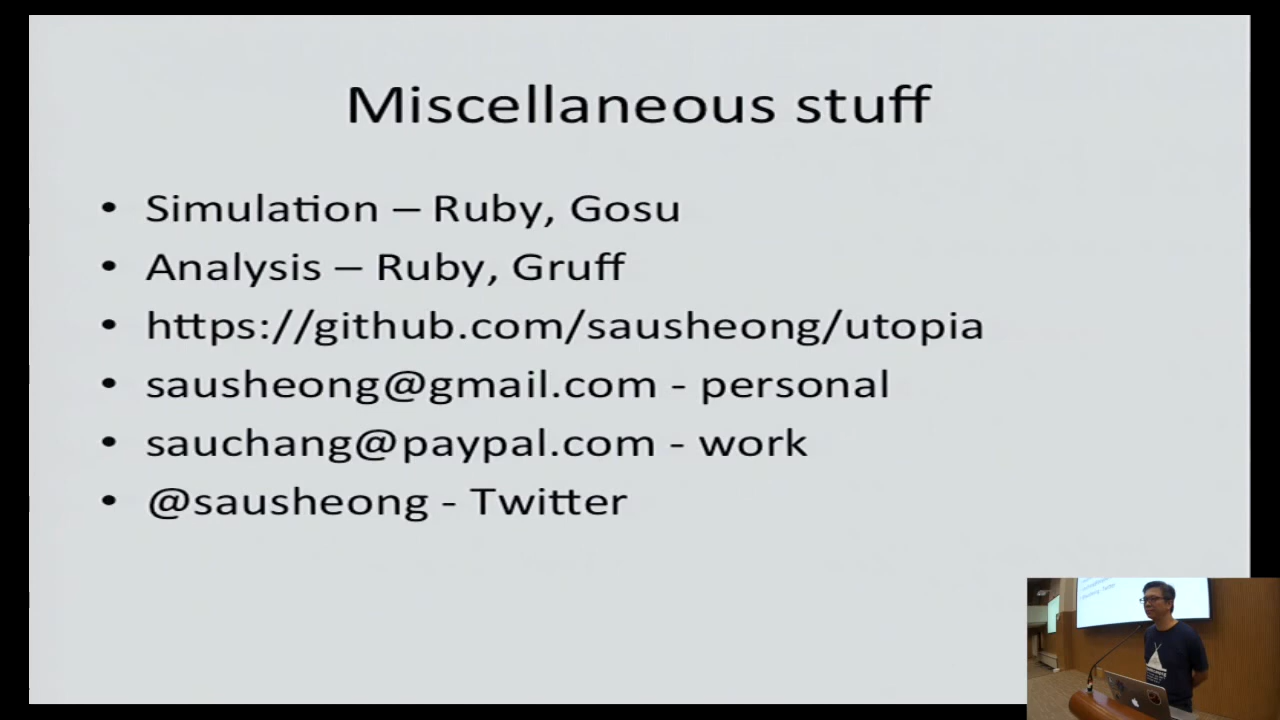 Miscellaneous stuff
• Simulation – Ruby, Gosu
• Analysis – Ruby, Gruff
• https://github.com/sausheong/utopia
• sausheong@gmail.com - personal
• sauchang@paypal.com - work
• @sausheong - Twitter